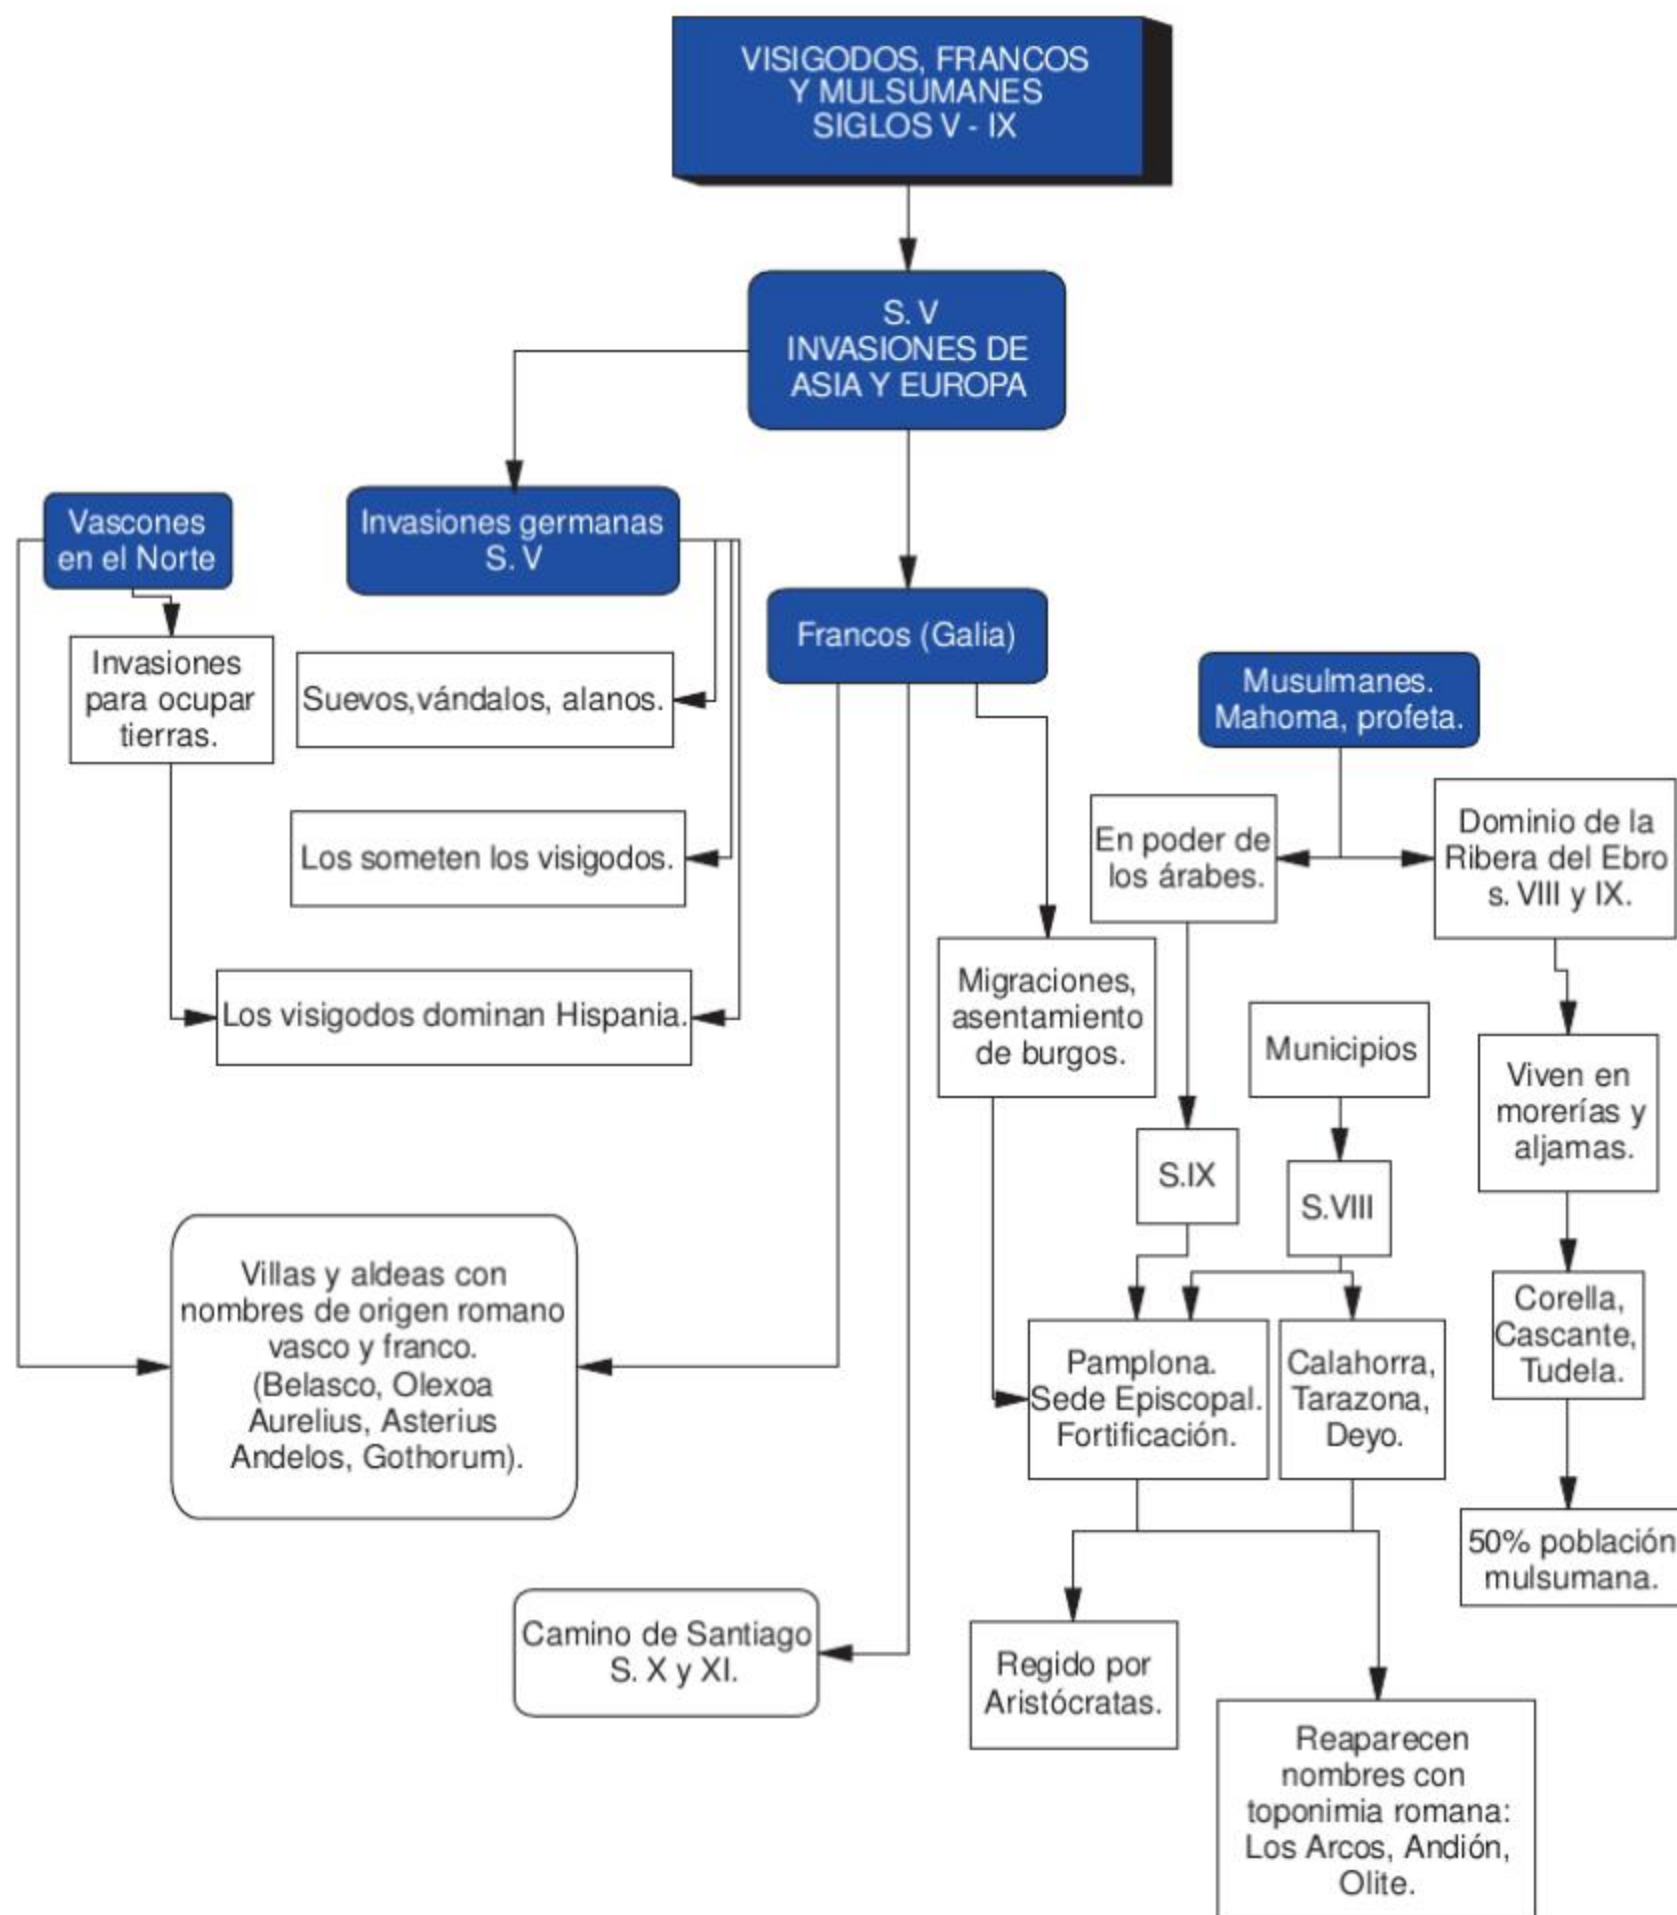 VISIGODOS, FRANCOS
Y MULSUMANES
SIGLOS V - IX
S. V
INVASIONES DE
ASIA Y EUROPA
Vascones
en el Norte
Invasiones germanas
S. V
Francos (Galia)
Musulmanes.
Mahoma, profeta.
Invasiones
para ocupar
tierras.
Suevos,vándalos, alanos.
Los someten los visigodos.
Los visigodos dominan Hispania.
En poder de
los árabes.
Dominio de la
Ribera del Ebro
s. VIII y IX.
Migraciones,
asentamiento
de burgos.
Municipios
Viven en
morerías y
aljamas.
S.IX
S.VIII
Villas y aldeas con
nombres de origen romano
vasco y franco.
(Belasco, Olexoa
Aurelius, Asterius
Andelos, Gothorum).
Pamplona.
Sede Episcopal.
Fortificación.
Calahorra,
Tarazona,
Deyo.
Corella,
Cascante,
Tudela.
50% población
mulsumana.
Camino de Santiago
S. X y XI.
Regido por
Aristócratas.
Reaparecen
nombres con
toponimia romana:
Los Arcos, Andión,
Olite.